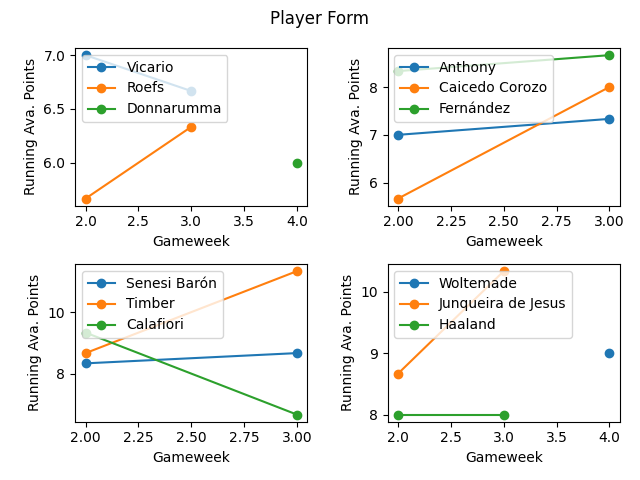 Player Form
7.0
6.5
6.0
Running Ava. Points
Vicario
Roefs
Donnarumma
2.0 2.5 3.0 3.5 4.0
Gameweek
8
7
6
Running Ava. Points
Anthony
Caicedo Corozo
Fernández
2.00 2.25 2.50 2.75 3.00
Gameweek
10
8
Running Ava. Points
Senesi Barón
Timber
Calafiori
2.00 2.25 2.50 2.75 3.00
Gameweek
10
9
8
Running Ava. Points
Woltemade
Junqueira de Jesus
Haaland
2.0 2.5 3.0 3.5 4.0
Gameweek